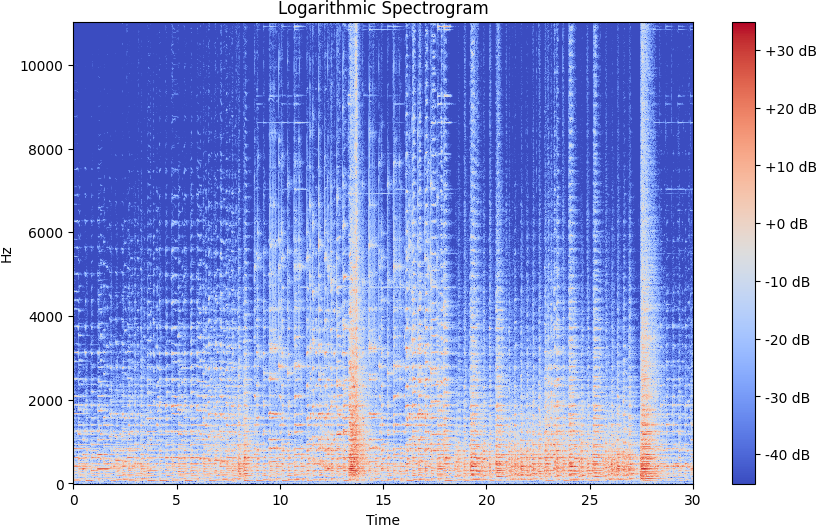 Logarithmic Spectrogram
10000
8000
6000
4000
2000
0
Hz
0 5 10 15 20 25 30
Time
+30 dB
+20 dB
+10 dB
+0 dB
-10 dB
-20 dB
-30 dB
-40 dB